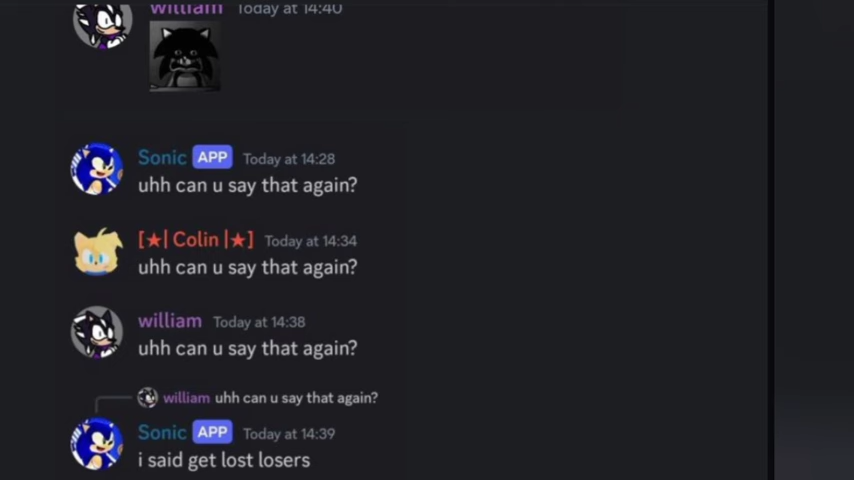 william Today at 14:40
Sonic APP Today at 14:28
uhh can u say that again?
[★| Colin |★] Today at 14:34
uhh can u say that again?
william Today at 14:38
uhh can u say that again?
william uhh can u say that again?
Sonic APP Today at 14:39
i said get lost losers